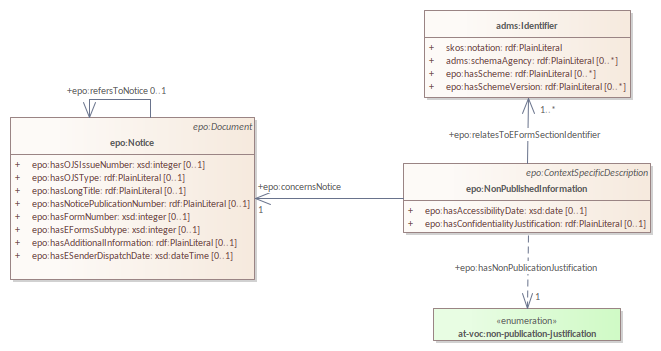 adms:Identifier
+ skos:notation: rdf:PlainLiteral
+ adms:schemaAgency: rdf:PlainLiteral [0..*]
+ epo:hasScheme: rdf:PlainLiteral [0..*]
+ epo:hasSchemeVersion: rdf:PlainLiteral [0..*]
+epo:refersToNotice 0..1
1..*
+epo:relatesToEFormSectionIdentifier
epo:Document
epo:Notice
+ epo:hasOJSIssueNumber: xsd:integer [0..1]
+ epo:hasOJSType: rdf:PlainLiteral [0..1]
+ epo:hasLongTitle: rdf:PlainLiteral [0..1]
+ epo:hasNoticePublicationNumber: rdf:PlainLiteral [0..1]
+ epo:hasFormNumber: xsd:integer [0..1]
+ epo:hasEFormsSubtype: xsd:integer [0..1]
+ epo:hasAdditionalInformation: rdf:PlainLiteral [0..1]
+ epo:hasESenderDispatchDate: xsd:dateTime [0..1]
+epo:concernsNotice
1
epo:ContextSpecificDescription
epo:NonPublishedInformation
+ epo:hasAccessibilityDate: xsd:date [0..1]
+ epo:hasConfidentialityJustification: rdf:PlainLiteral [0..1]
+epo:hasNonPublicationJustification
1
«enumeration»
at-voc:non-publication-justification